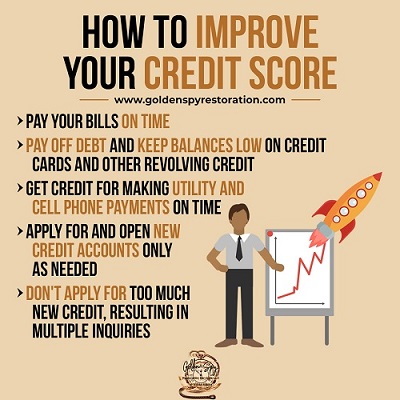 HOW TO IMPROVE
YOUR CREDIT SCORE
www.goldenspyrestoration.com
PAY YOUR BILLS ON TIME
PAY OFF DEBT AND KEEP BALANCES LOW ON CREDIT
CARDS AND OTHER REVOLVING CREDIT
GET CREDIT FOR MAKING UTILITY AND
CELL PHONE PAYMENTS ON TIME
APPLY FOR AND OPEN NEW
CREDIT ACCOUNTS ONLY
AS NEEDED
DON'T APPLY FOR TOO MUCH
NEW CREDIT, RESULTING IN
MULTIPLE INQUIRIES